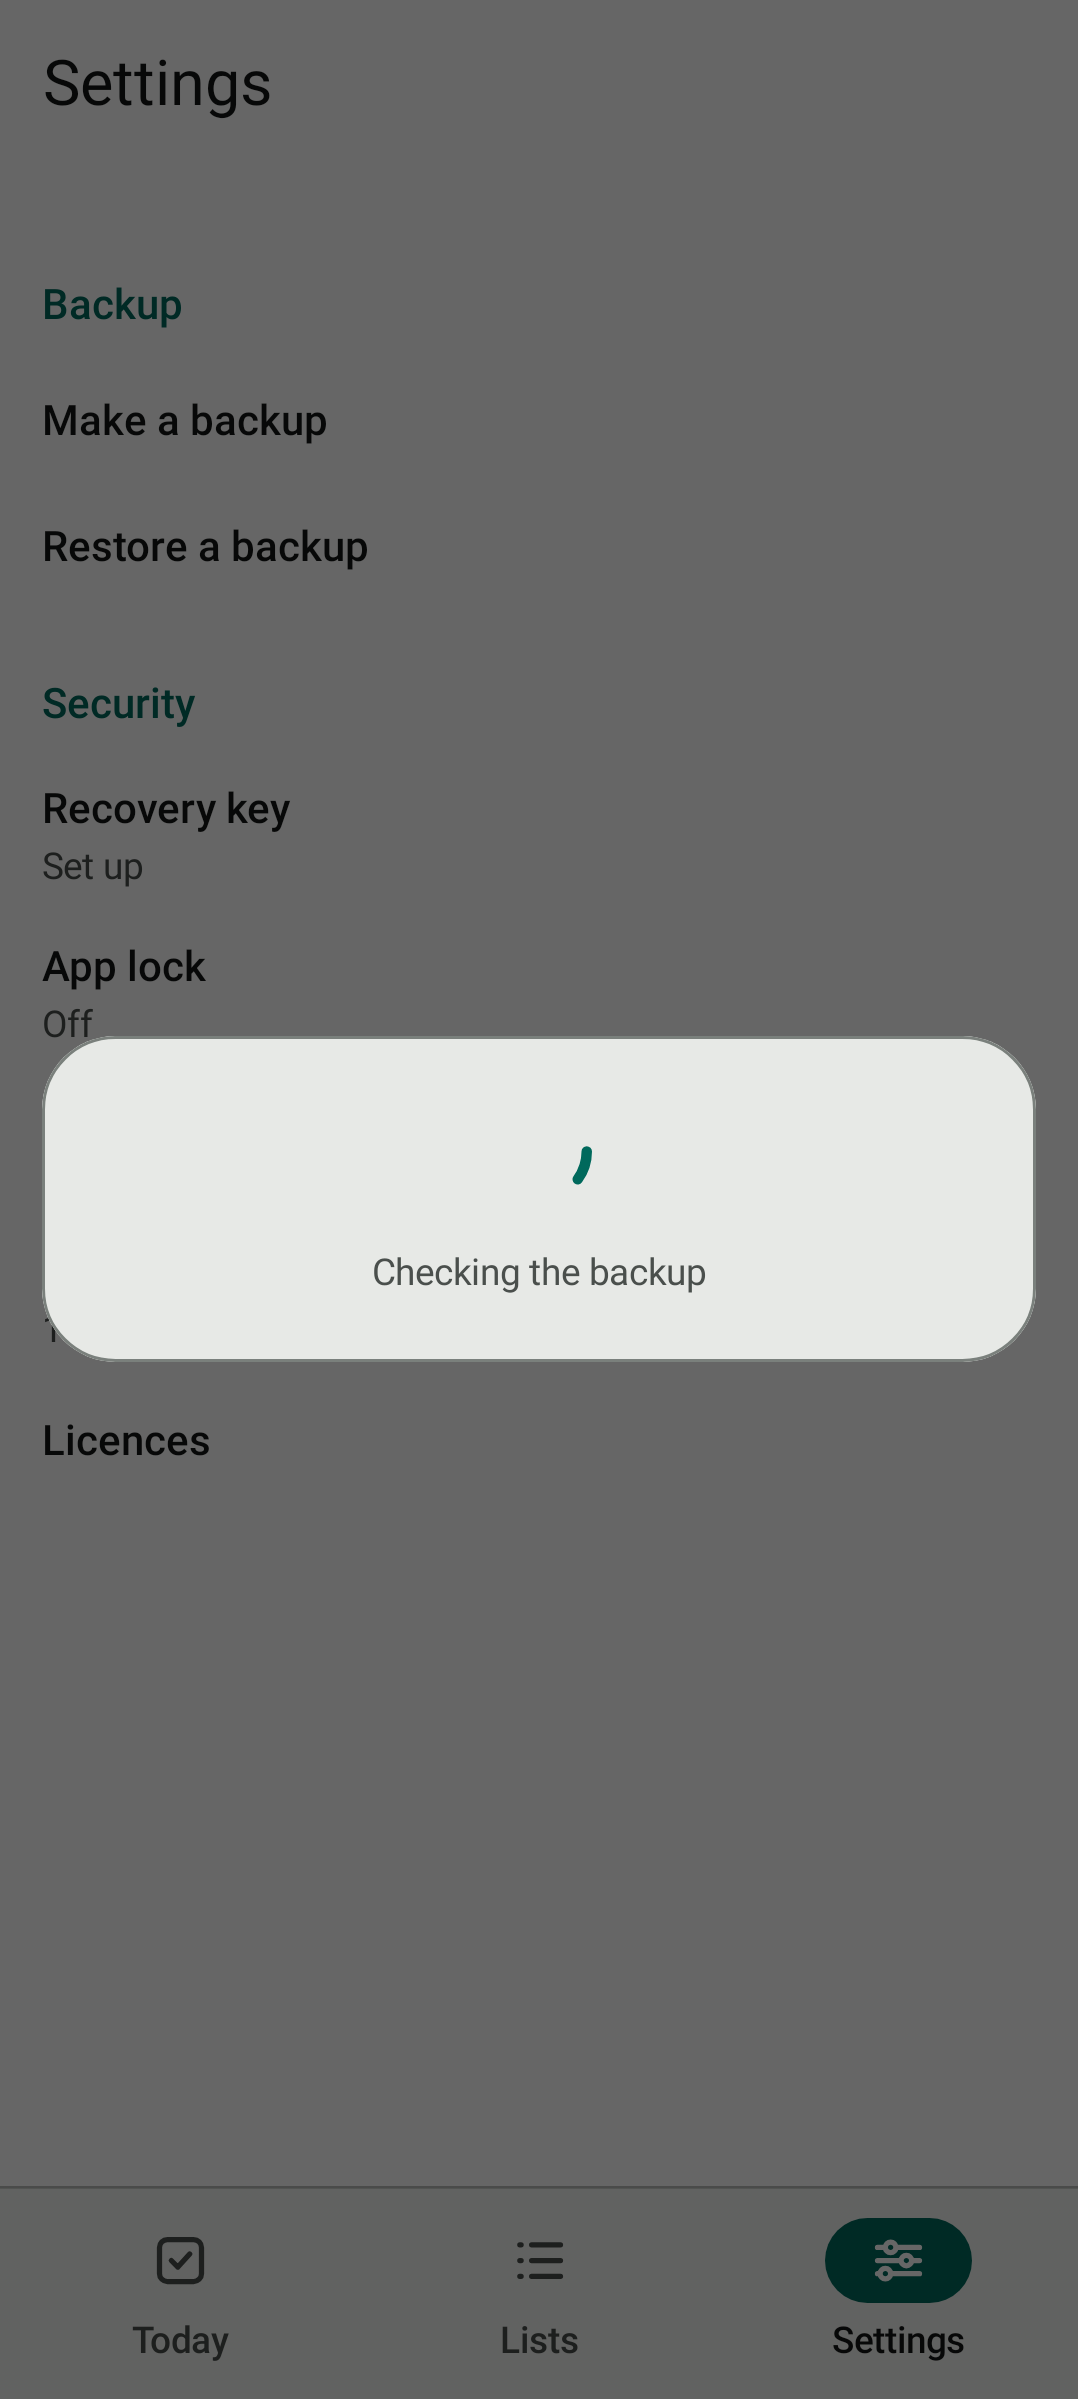 Settings
Backup
Make a backup
Restore a backup
Security
Recovery key
Set up
App lock
Off
Checking the backup
Licences
Today
Lists
Settings